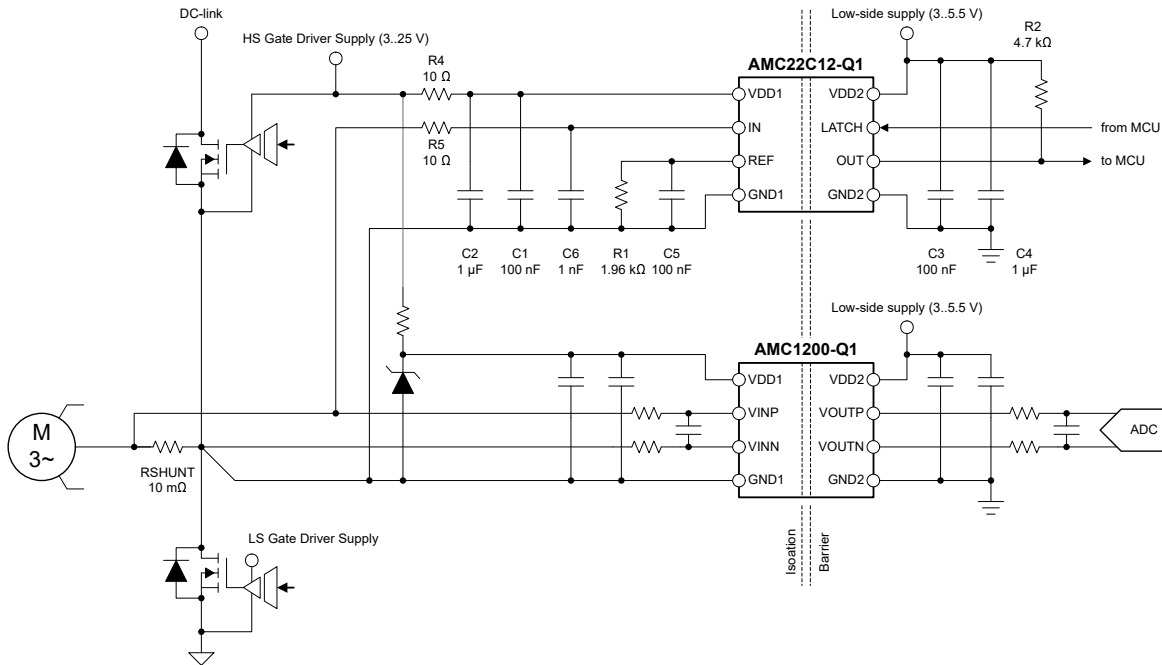 DC-link
HS Gate Driver Supply (3..25 V)
Low-side supply (3..5.5 V)
R2
4.7 kΩ
R4
10 Ω
AMC22C12-Q1
VDD1
VDD2
IN
LATCH
from MCU
R5
10 Ω
REF
OUT
to MCU
GND1
GND2
C2
1 µF
C1
100 nF
C6
1 nF
R1
1.96 kΩ
C5
100 nF
C3
100 nF
C4
1 µF
Low-side supply (3..5.5 V)
AMC1200-Q1
VDD1
VDD2
VINP
VOUTP
VINN
VOUTN
GND1
GND2
ADC
M
3~
RSHUNT
10 mΩ
LS Gate Driver Supply
Isoation
Barrier